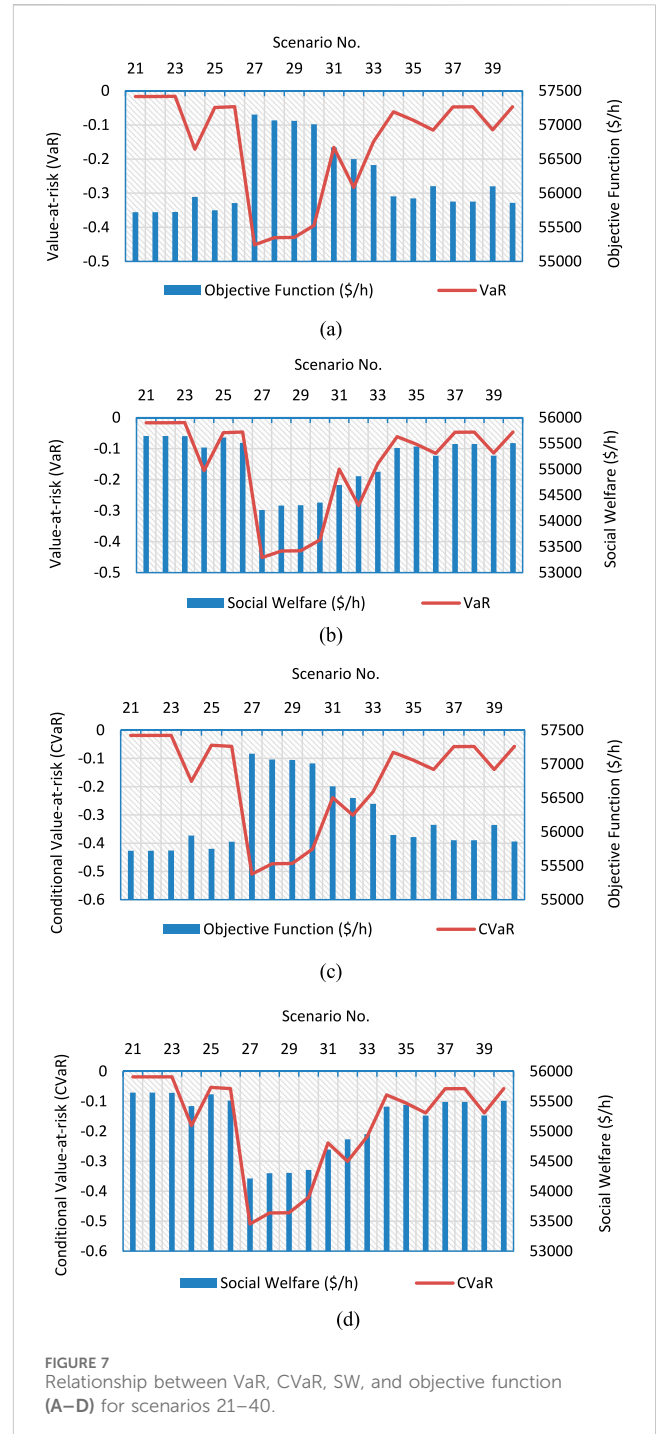 Scenario No.
21 23 25 27 29 31 33 35 37 39
0 57500
-0.1 57000
-0.2 56500
-0.3 56000
-0.4 55500
-0.5 55000
Value-at-risk (VaR)
Objective Function ($/h)
Objective Function ($/h) VaR
(a)
Scenario No.
21 23 25 27 29 31 33 35 37 39
0 56000
55500
-0.1
55000
-0.2
54500
-0.3
54000
-0.4
53500
-0.5 53000
Value-at-risk (VaR)
Social Welfare ($/h)
Social Welfare ($/h) VaR
(b)
Scenario No.
21 23 25 27 29 31 33 35 37 39
0 57500
-0.1
57000
-0.2
56500
-0.3
56000
-0.4
55500
-0.5
-0.6 55000
Conditional Value-at-risk (CVaR)
Objective Function ($/h)
Objective Function ($/h) CVaR
(c)
Scenario No.
21 23 25 27 29 31 33 35 37 39
0 56000
-0.1 55500
-0.2 55000
-0.3 54500
-0.4 54000
-0.5 53500
-0.6 53000
Conditional Value-at-risk (CVaR)
Social Welfare ($/h)
Social Welfare ($/h) CVaR
(d)
FIGURE 7
Relationship between VaR, CVaR, SW, and objective function
(A–D) for scenarios 21–40.